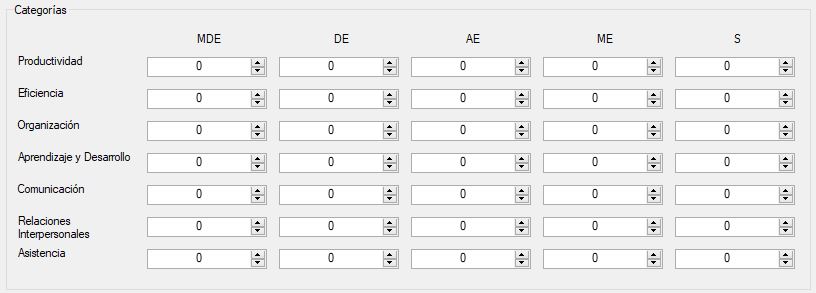 Categorías
MDE DE AE ME S
Productividad 0 0 0 0 0
Eficiencia 0 0 0 0 0
Organización 0 0 0 0 0
Aprendizaje y Desarrollo 0 0 0 0 0
Comunicación 0 0 0 0 0
Relaciones
Interpersonales 0 0 0 0 0
Asistencia 0 0 0 0 0